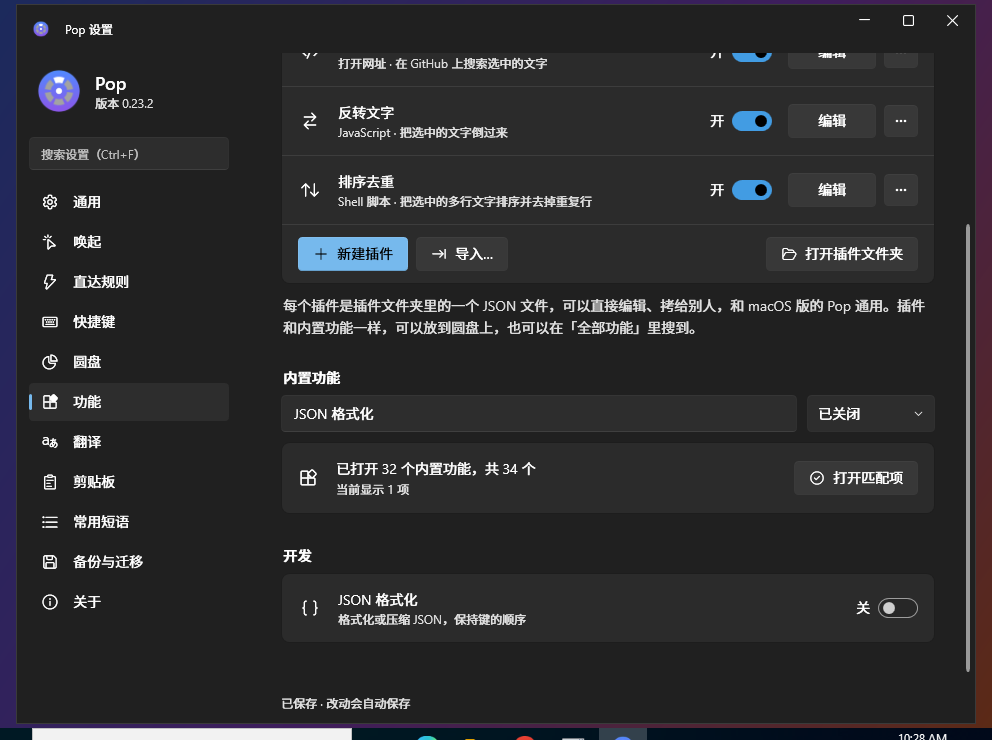 Pop 设置
Pop
版本 0.23.2
搜索设置（Ctrl+F）
通用
唤起
直达规则
快捷键
圆盘
功能
翻译
剪贴板
常用短语
备份与迁移
关于
打开网址 · 在 GitHub 上搜索选中的文字
开
编辑
反转文字
JavaScript · 把选中的文字倒过来
开
编辑
排序去重
Shell 脚本 · 把选中的多行文字排序并去掉重复行
开
编辑
新建插件
导入...
打开插件文件夹
每个插件是插件文件夹里的一个 JSON 文件，可以直接编辑、拷给别人，和 macOS 版的 Pop 通用。插件
和内置功能一样，可以放到圆盘上，也可以在「全部功能」里搜到。
内置功能
JSON 格式化
已关闭
已打开 32 个内置功能，共 34 个
当前显示 1 项
打开匹配项
开发
JSON 格式化
格式化或压缩 JSON，保持键的顺序
关
已保存 · 改动会自动保存
10:28 AM